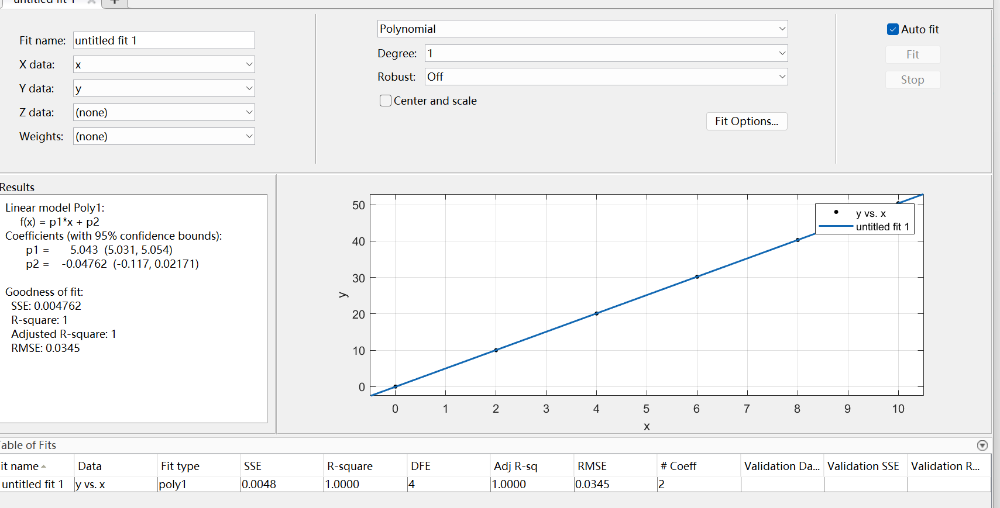 untitled fit 1
Fit name: untitled fit 1
X data: x
Y data: y
Z data: (none)
Weights: (none)
Polynomial
Degree: 1
Robust: Off
Center and scale
Fit Options...
Auto fit
Fit
Stop
Results
Linear model Poly1:
f(x) = p1*x + p2
Coefficients (with 95% confidence bounds):
p1 = 5.043 (5.031, 5.054)
p2 = -0.04762 (-0.117, 0.02171)
Goodness of fit:
SSE: 0.004762
R-square: 1
Adjusted R-square: 1
RMSE: 0.0345
50
40
30
20
10
0
y
0 1 2 3 4 5 6 7 8 9 10
x
y vs. x
untitled fit 1
able of Fits
it name Data Fit type SSE R-square DFE Adj R-sq RMSE # Coeff Validation Da... Validation SSE Validation R...
untitled fit 1 y vs. x poly1 0.0048 1.0000 4 1.0000 0.0345 2